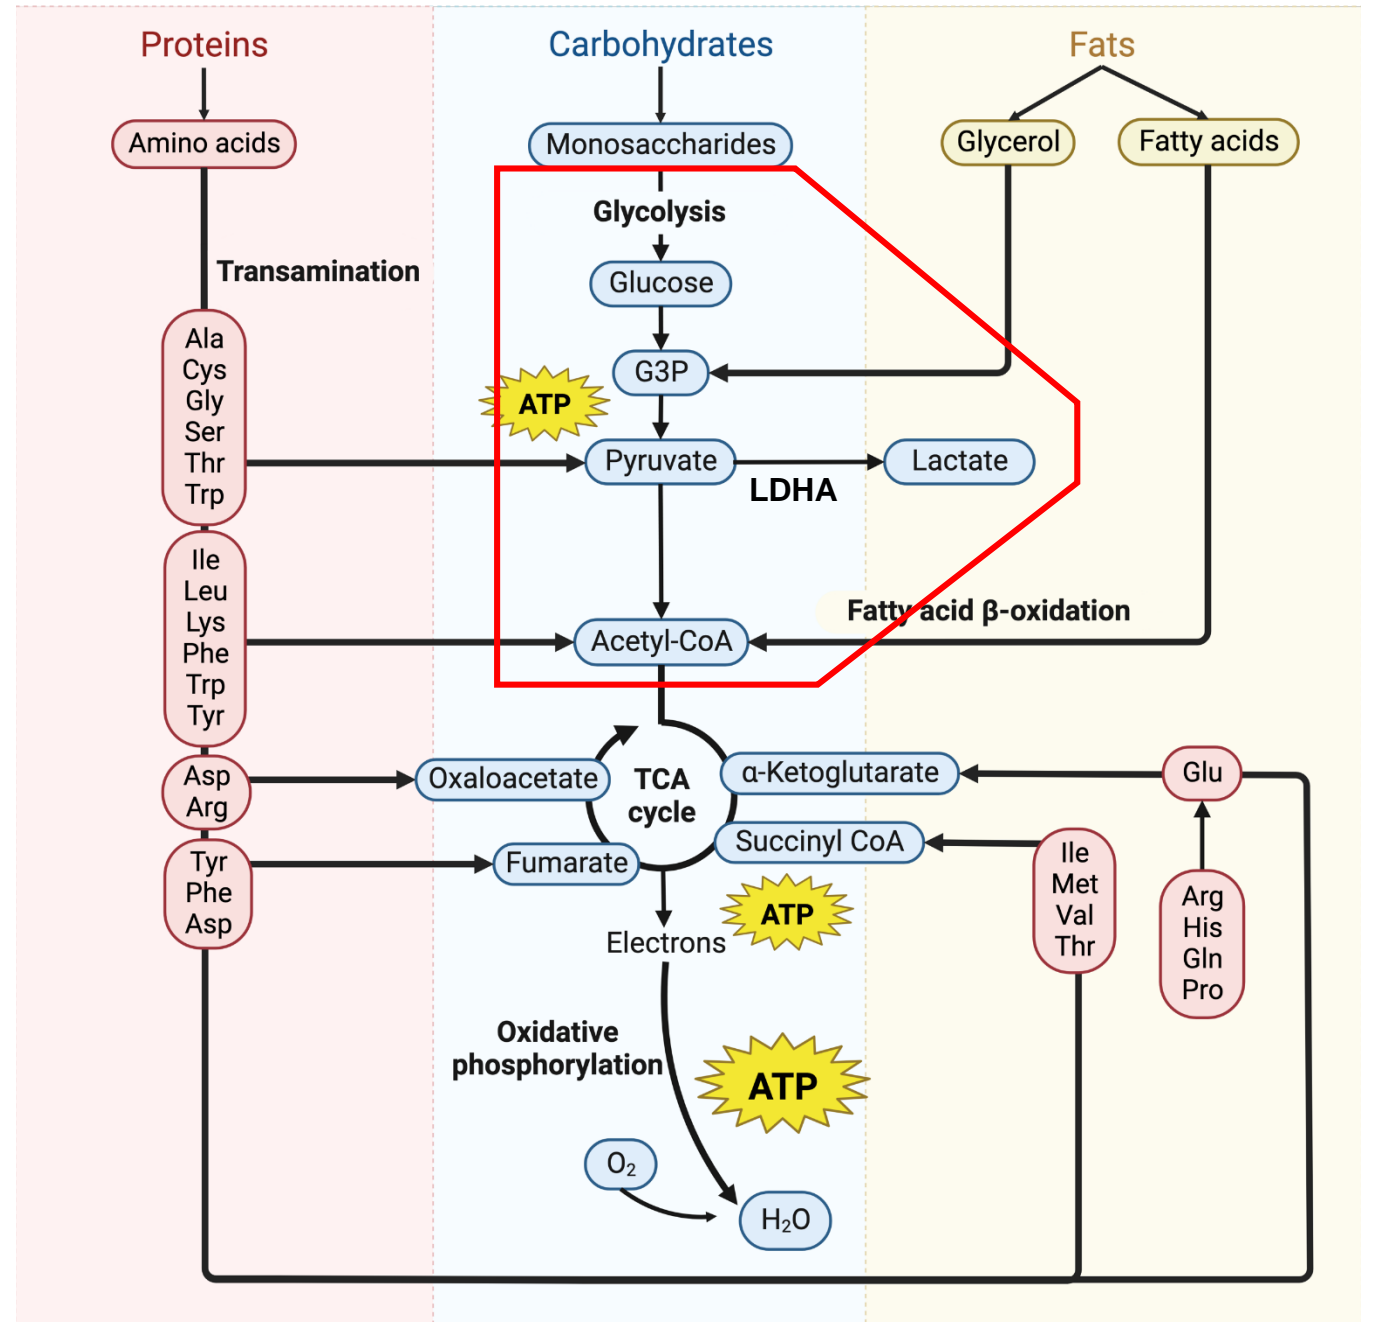 Proteins
Carbohydrates
Fats
Amino acids
Monosaccharides
Glycerol
Fatty acids
Glycolysis
Transamination
Glucose
G3P
ATP
Pyruvate
Lactate
LDHA
Ala
Cys
Gly
Ser
Thr
Trp
Ile
Leu
Lys
Phe
Trp
Tyr
Fatty acid β-oxidation
Acetyl-CoA
Asp
Arg
Oxaloacetate
TCA
cycle
α-Ketoglutarate
Glu
Tyr
Phe
Asp
Fumarate
Succinyl CoA
Ile
Met
Val
Thr
Arg
His
Gln
Pro
ATP
Electrons
Oxidative
phosphorylation
ATP
O₂
H₂O